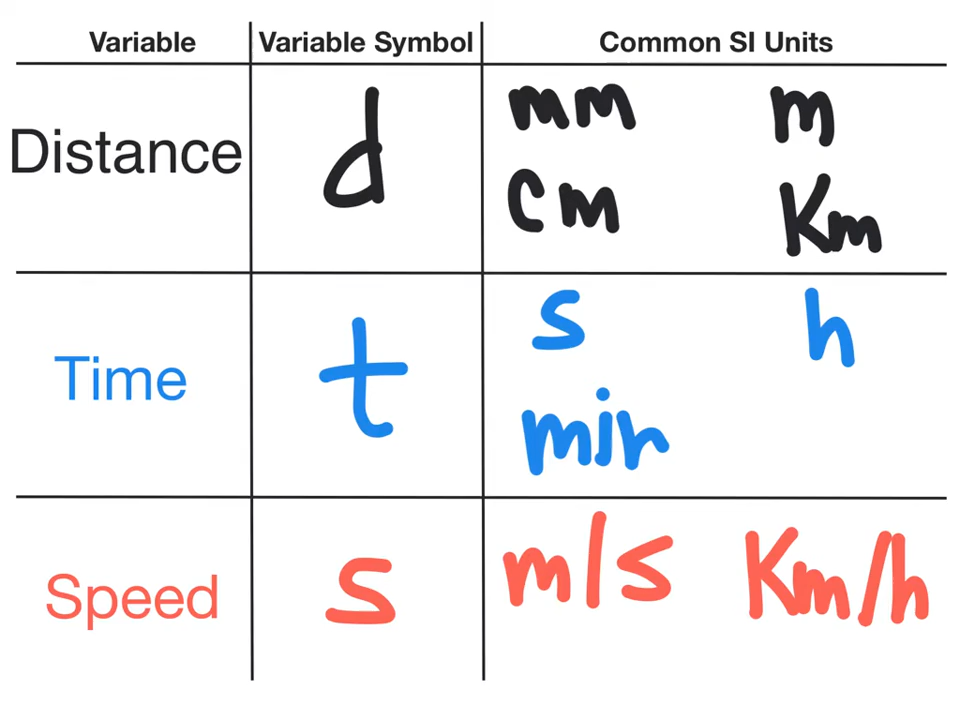 Variable Variable Symbol Common SI Units
Distance d mm m
cm Km
Time t s h
min
Speed s m/s Km/h